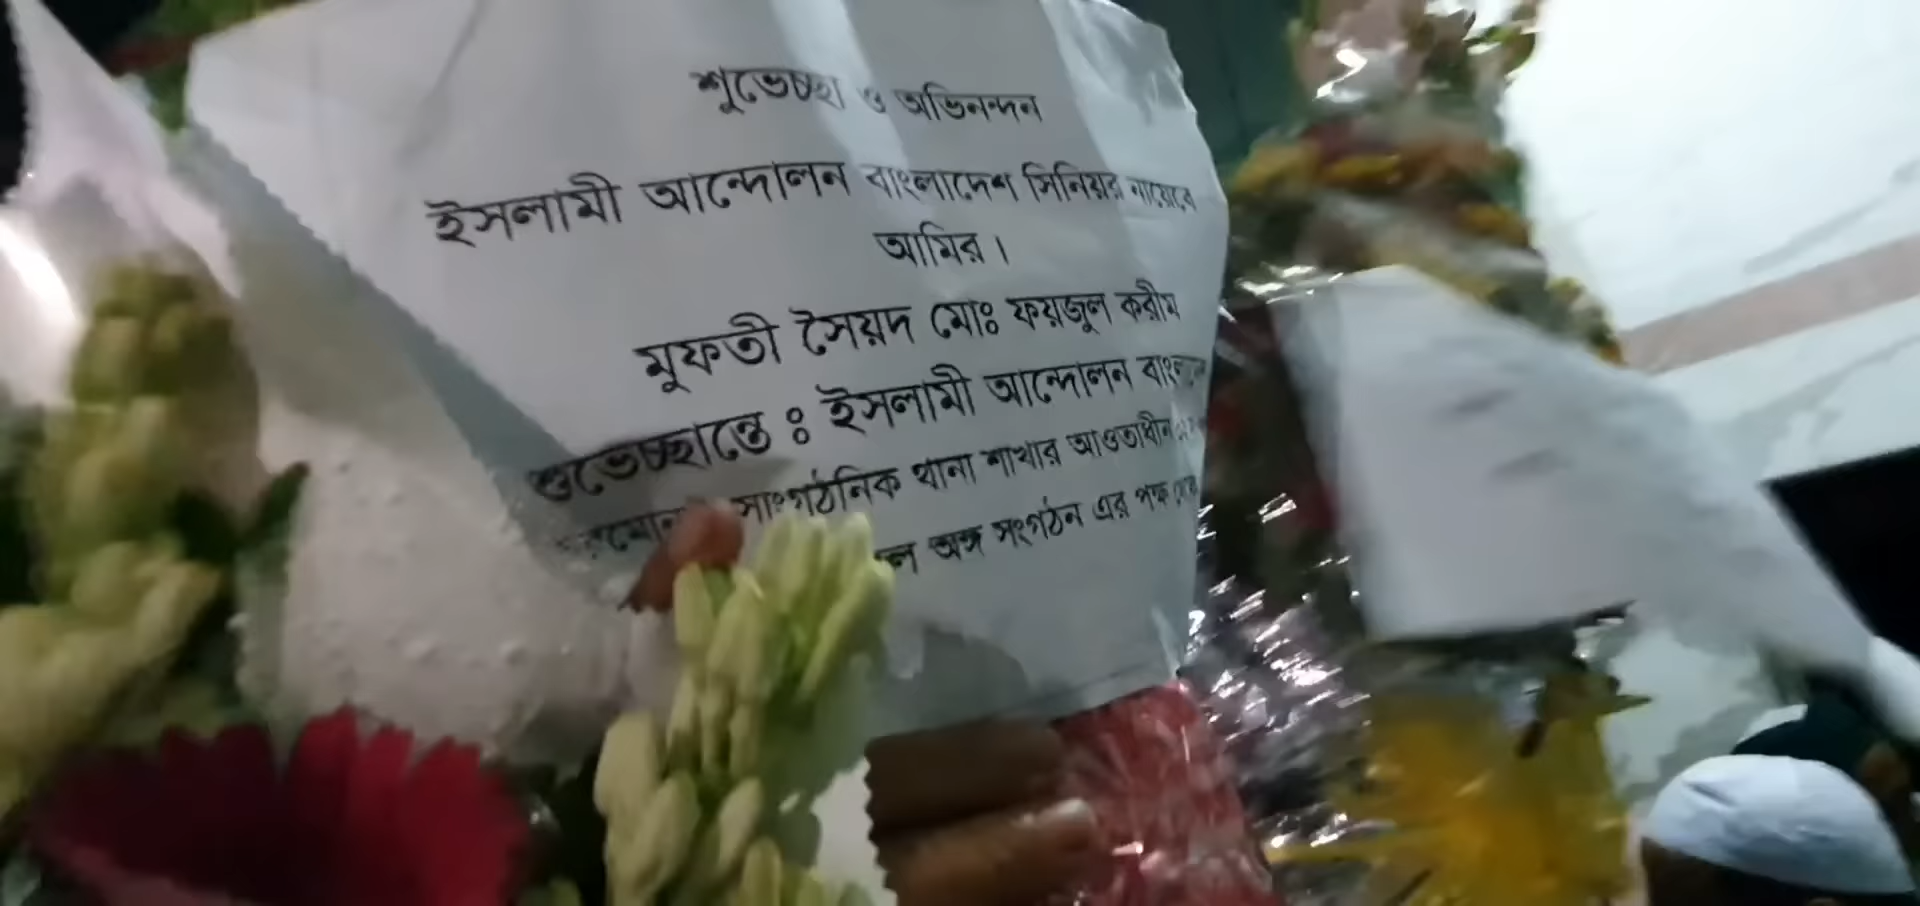 শুভেচ্ছা ও অভিনন্দন
ইসলামী আন্দোলন বাংলাদেশ সিনিয়র নায়েবে
আমির।
মুফতী সৈয়দ মোঃ ফয়জুল করীম
শুভেচ্ছান্তে ঃ ইসলামী আন্দোলন
সাংগঠনিক থানা শাখার আওতাধীন
অঙ্গ সংগঠন এর পক্ষ থেকে